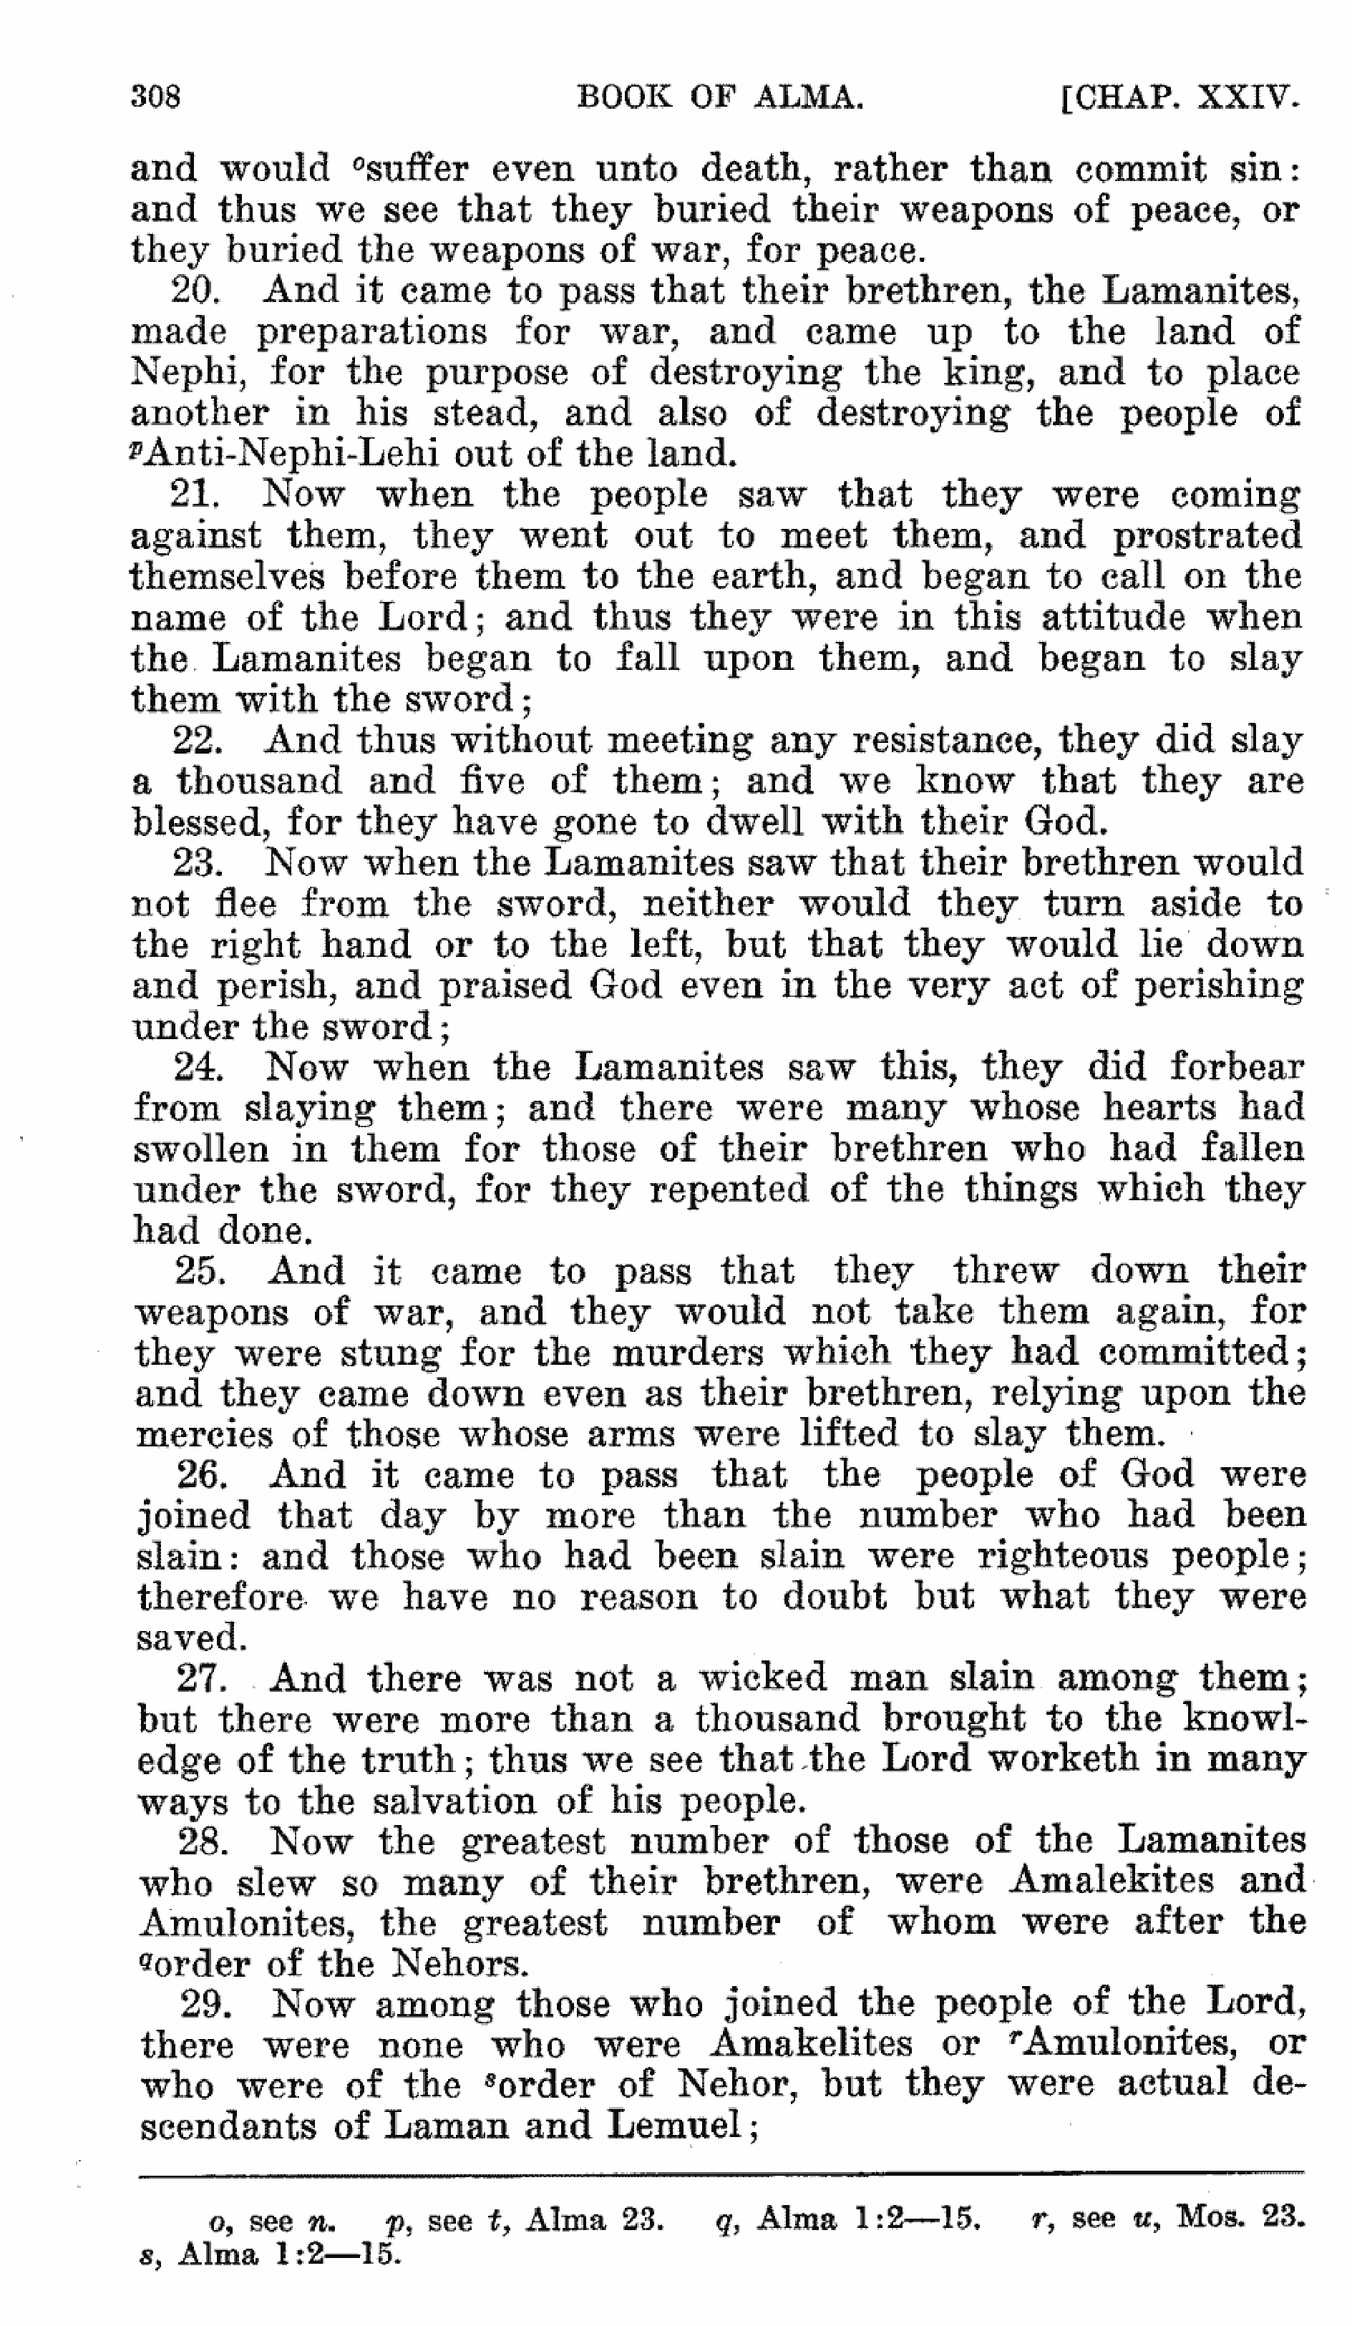 308 BOOK OF ALMA. [CHAP. XXIV.
and would ᵒsuffer even unto death, rather than commit sin:
and thus we see that they buried their weapons of peace, or
they buried the weapons of war, for peace.
20. And it came to pass that their brethren, the Lamanites,
made preparations for war, and came up to the land of
Nephi, for the purpose of destroying the king, and to place
another in his stead, and also of destroying the people of
ᵖAnti-Nephi-Lehi out of the land.
21. Now when the people saw that they were coming
against them, they went out to meet them, and prostrated
themselves before them to the earth, and began to call on the
name of the Lord; and thus they were in this attitude when
the Lamanites began to fall upon them, and began to slay
them with the sword;
22. And thus without meeting any resistance, they did slay
a thousand and five of them; and we know that they are
blessed, for they have gone to dwell with their God.
23. Now when the Lamanites saw that their brethren would
not flee from the sword, neither would they turn aside to
the right hand or to the left, but that they would lie down
and perish, and praised God even in the very act of perishing
under the sword;
24. Now when the Lamanites saw this, they did forbear
from slaying them; and there were many whose hearts had
swollen in them for those of their brethren who had fallen
under the sword, for they repented of the things which they
had done.
25. And it came to pass that they threw down their
weapons of war, and they would not take them again, for
they were stung for the murders which they had committed;
and they came down even as their brethren, relying upon the
mercies of those whose arms were lifted to slay them.
26. And it came to pass that the people of God were
joined that day by more than the number who had been
slain: and those who had been slain were righteous people;
therefore we have no reason to doubt but what they were
saved.
27. And there was not a wicked man slain among them;
but there were more than a thousand brought to the knowl-
edge of the truth; thus we see that the Lord worketh in many
ways to the salvation of his people.
28. Now the greatest number of those of the Lamanites
who slew so many of their brethren, were Amalekites and
Amulonites, the greatest number of whom were after the
qorder of the Nehors.
29. Now among those who joined the people of the Lord,
there were none who were Amakelites or ʳAmulonites, or
who were of the ˢorder of Nehor, but they were actual de-
scendants of Laman and Lemuel;
o, see n. p, see t, Alma 23. q, Alma 1:2—15. r, see u, Mos. 23.
s, Alma 1:2—15.